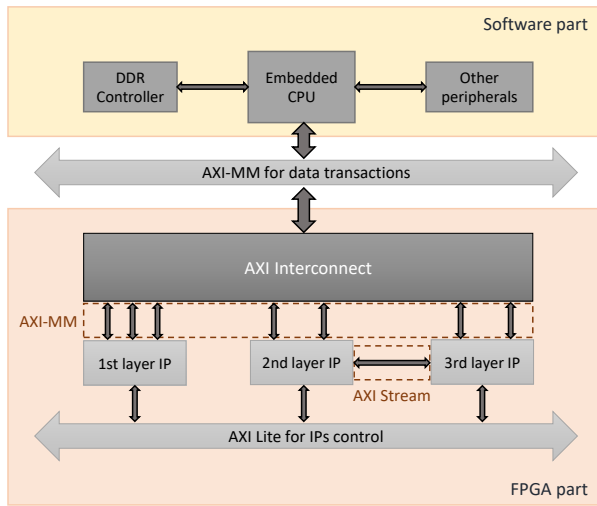 Software part
DDR
Controller
Embedded
CPU
Other
peripherals
AXI-MM for data transactions
AXI Interconnect
AXI-MM
1st layer IP
2nd layer IP
3rd layer IP
AXI Stream
AXI Lite for IPs control
FPGA part